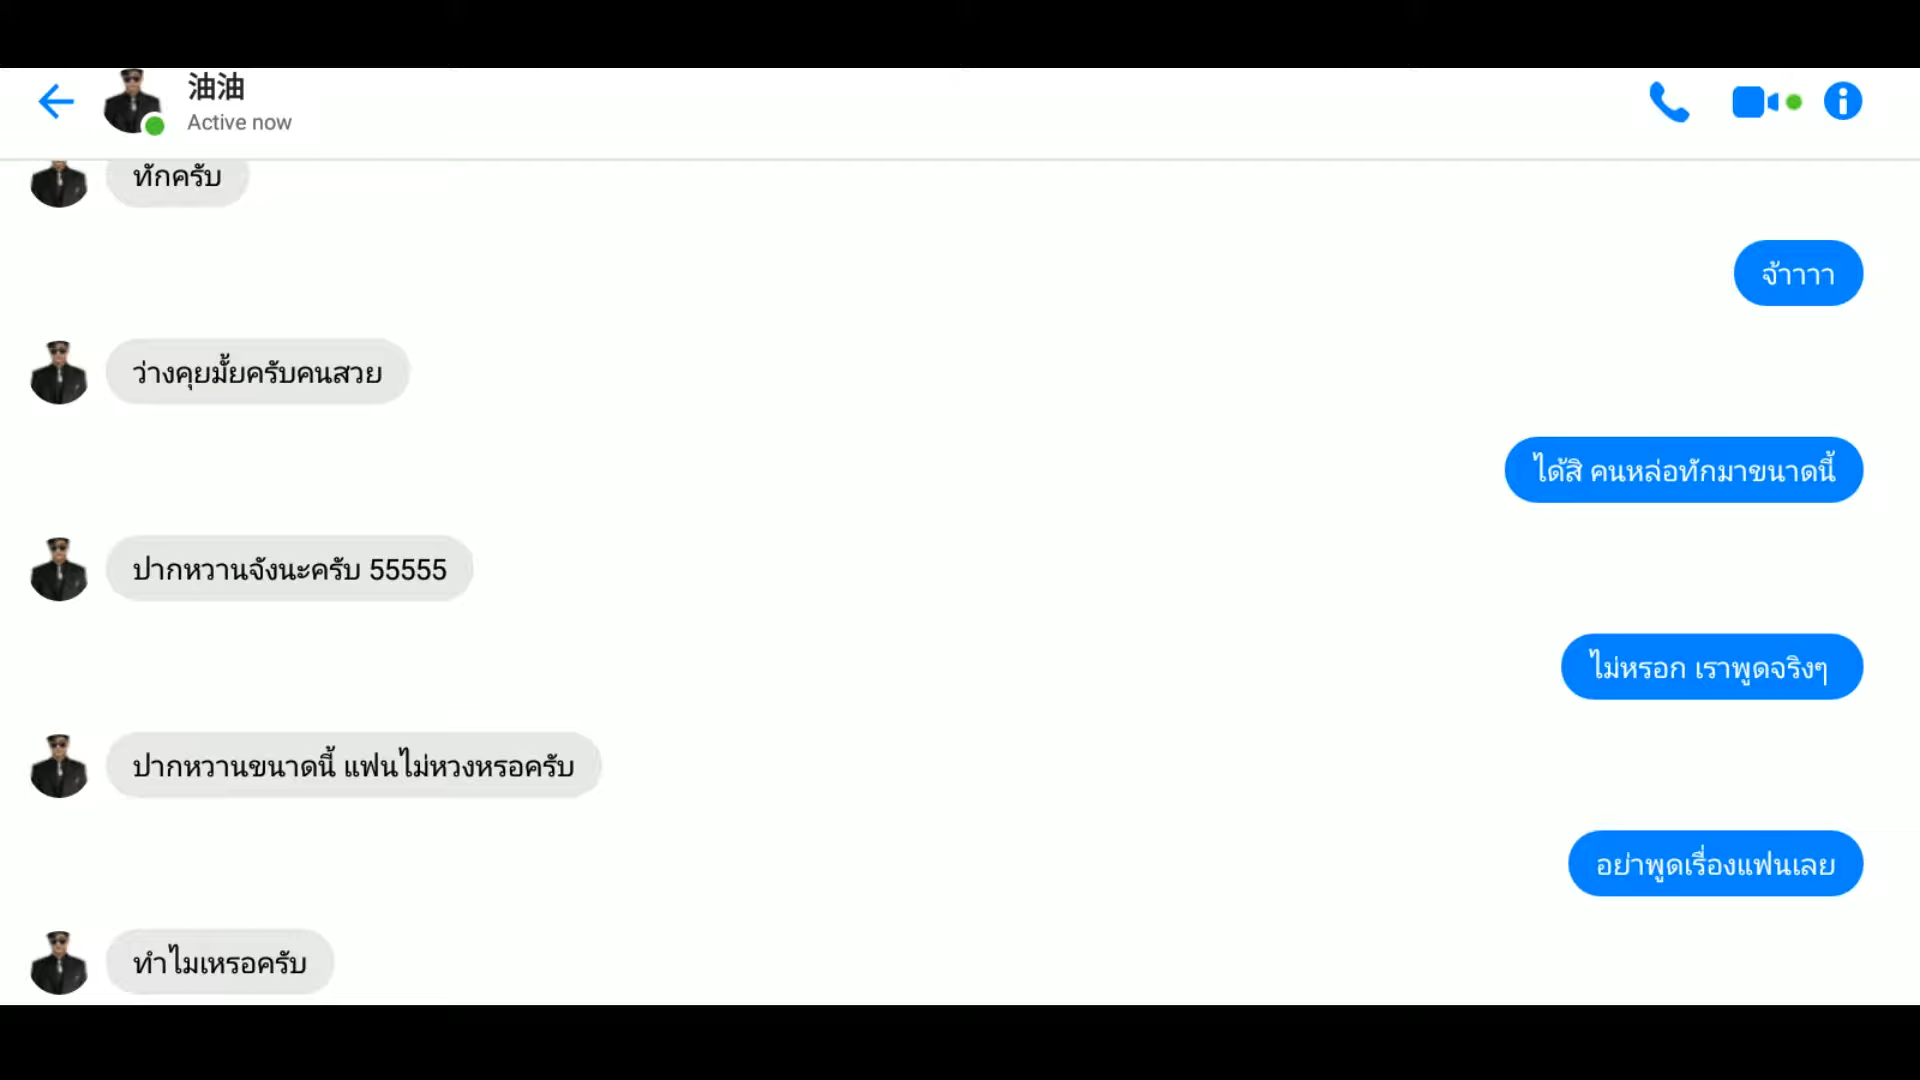 油油
Active now
ทักครับ
จ้าาาา
ว่างคุยมั้ยครับคนสวย
ได้สิ คนหล่อทักมาขนาดนี้
ปากหวานจังนะครับ 55555
ไม่หรอก เราพูดจริงๆ
ปากหวานขนาดนี้ แฟนไม่หวงหรอครับ
อย่าพูดเรื่องแฟนเลย
ทำไมเหรอครับ